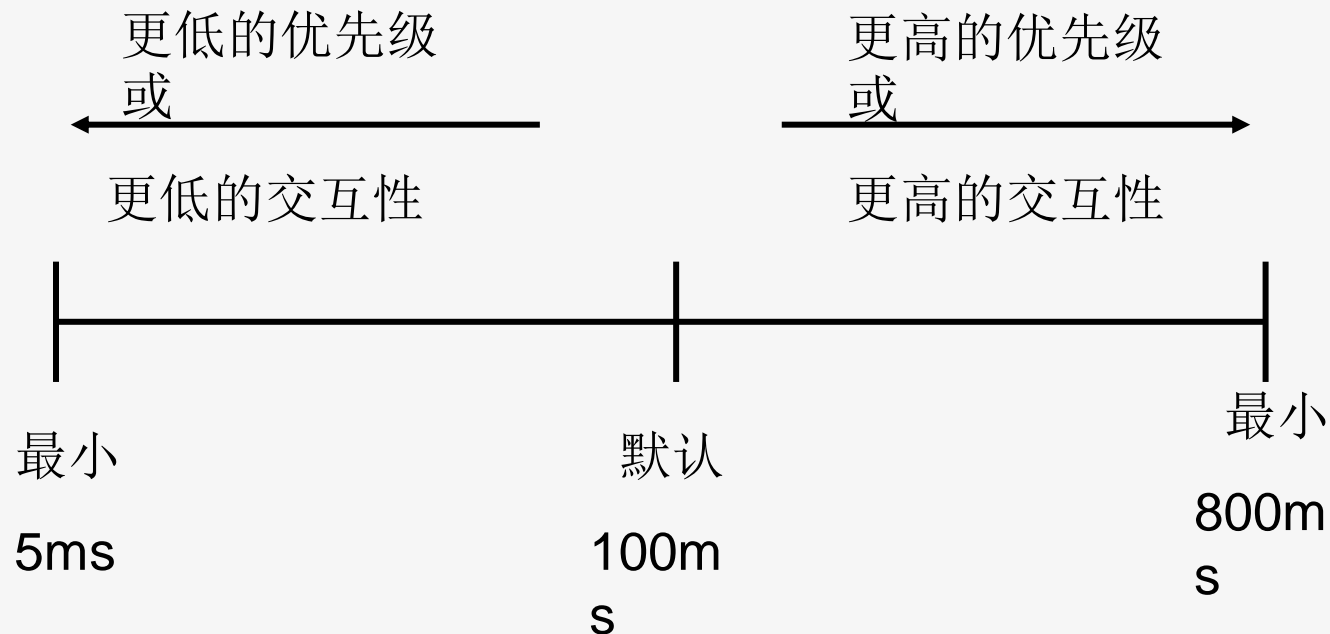 更低的优先级
或
更低的交互性
更高的优先级
或
更高的交互性
最小
5ms
默认
100m
s
最小
800m
s